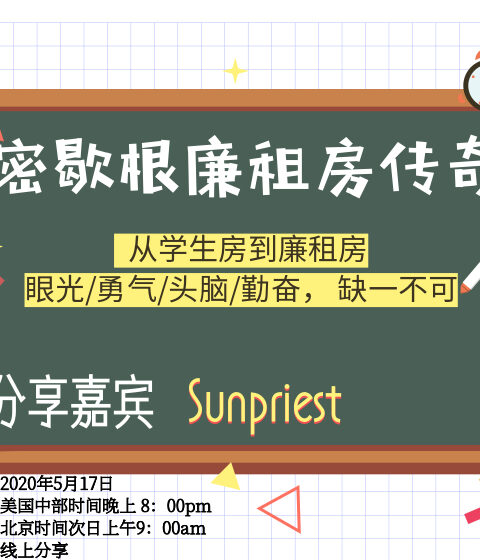 密歇根廉租房传奇
从学生房到廉租房
眼光/勇气/头脑/勤奋，缺一不可
分享嘉宾 Sunpriest
2020年5月17日
美国中部时间晚上 8：00pm
北京时间次日上午9：00am
线上分享